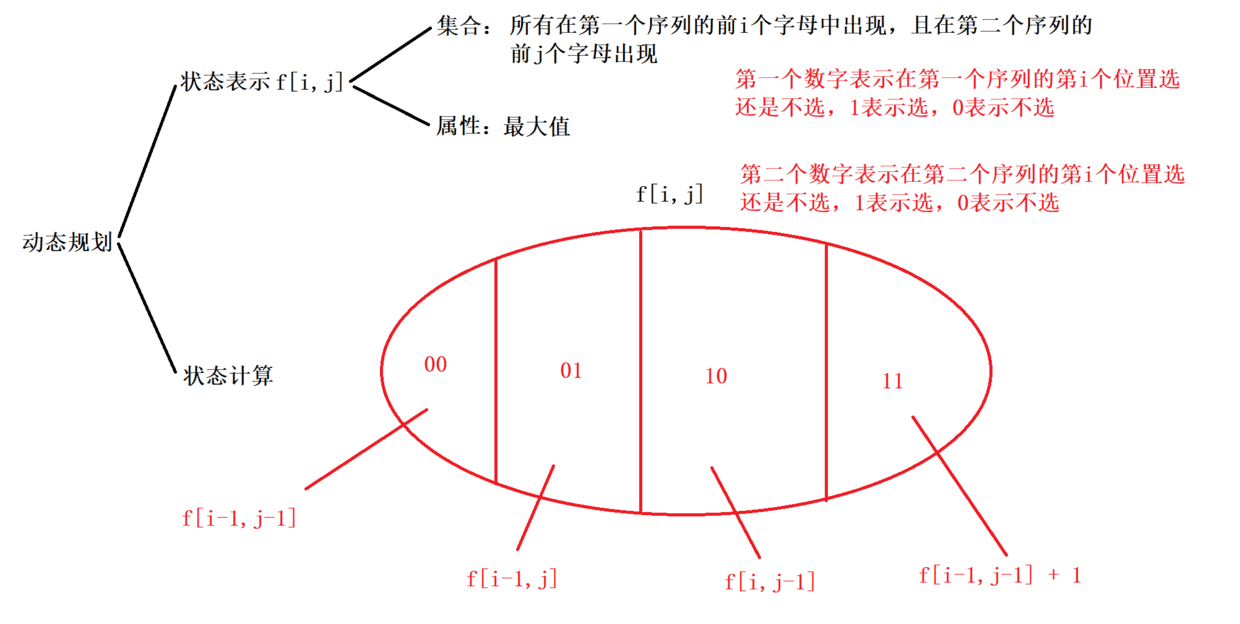 集合： 所有在第一个序列的前i个字母中出现，且在第二个序列的
前j个字母出现
状态表示 f[i,j]
第一个数字表示在第一个序列的第i个位置选
还是不选，1表示选，0表示不选
属性：最大值
第二个数字表示在第二个序列的第i个位置选
还是不选，1表示选，0表示不选
f[i,j]
动态规划
状态计算
00
01
10
11
f[i-1,j-1]
f[i-1,j]
f[i,j-1]
f[i-1,j-1] + 1